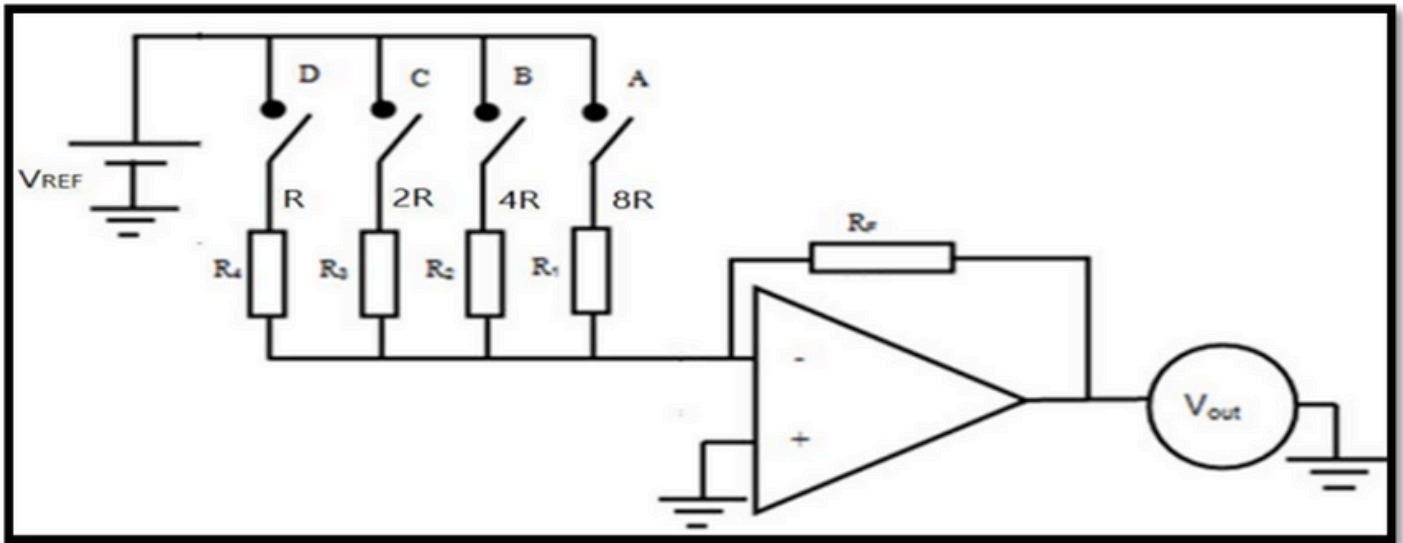 D C B A
VREF
R 2R 4R 8R
R₄ R₃ R₂ R₁
RF
-
+
Vout